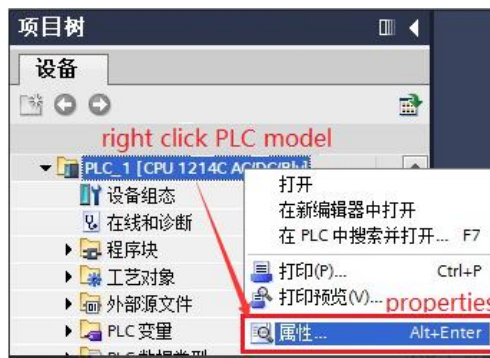 项目树
设备
right click PLC model
PLC_1 [CPU 1214C AC/DC/Rly]
设备组态
在线和诊断
程序块
工艺对象
外部源文件
PLC 变量
打开
在新编辑器中打开
在 PLC 中搜索并打开... F7
打印(P)... Ctrl+P
打印预览(V)...
properties
属性... Alt+Enter